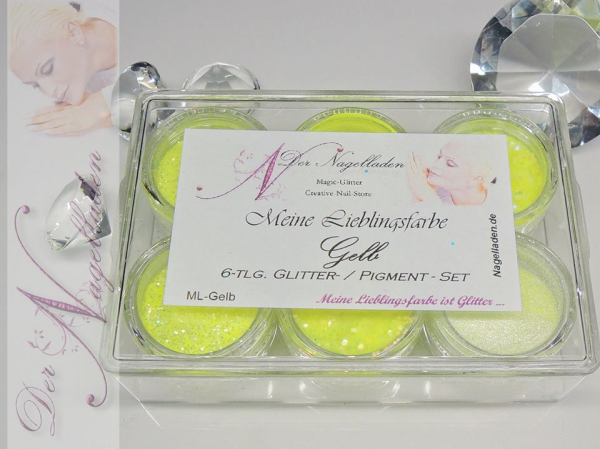 Der Nagelladen
Der Nagelladen
Magic-Glitter
Creative Nail-Store
Meine Lieblingsfarbe
Gelb
6-TLG. GLITTER- / PIGMENT - SET
ML-Gelb
Meine Lieblingsfarbe ist Glitter ...
Nagelladen.de